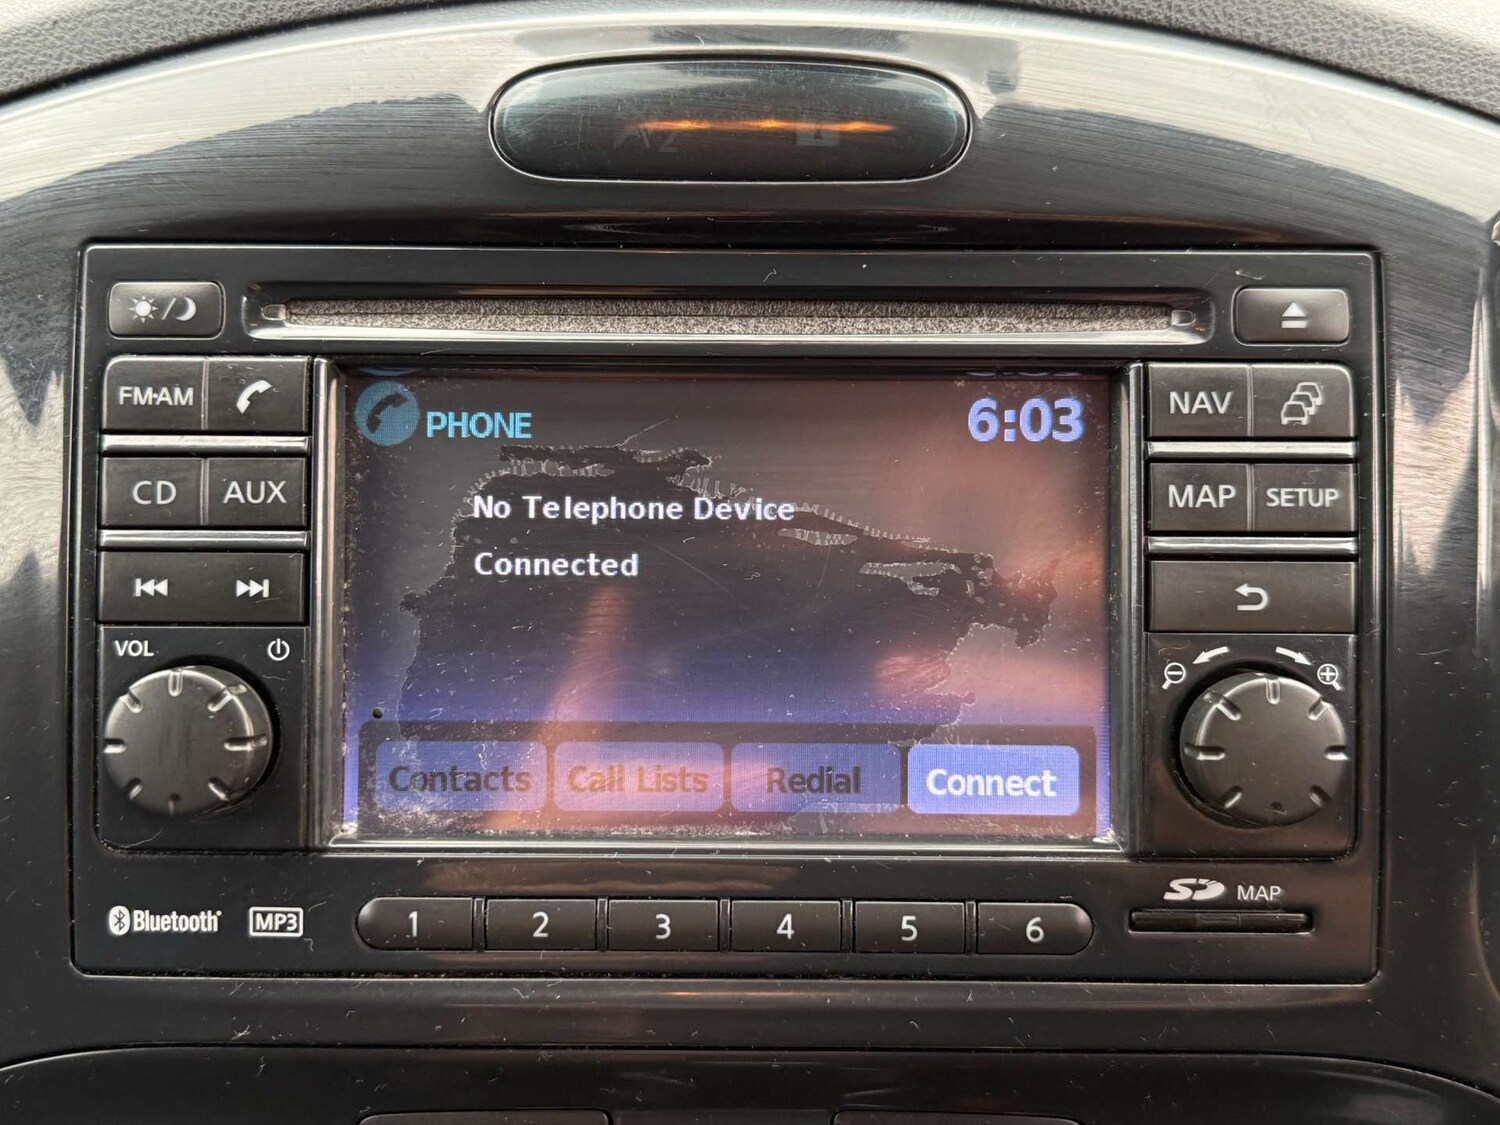 FM·AM
CD
AUX
VOL
PHONE
6:03
No Telephone Device
Connected
Contacts
Call Lists
Redial
Connect
NAV
MAP
SETUP
Bluetooth®
MP3
1
2
3
4
5
6
SD MAP